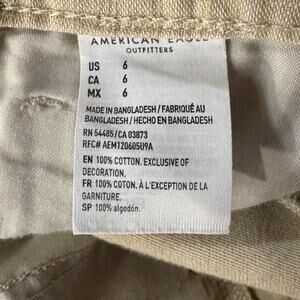 AMERICAN EAGLE
OUTFITTERS
US 6
CA 6
MX 6
MADE IN BANGLADESH / FABRIQUÉ AU
BANGLADESH / HECHO EN BANGLADESH
RN 54485/CA 03873
RFC# AEM120605U9A
EN 100% COTTON. EXCLUSIVE OF
DECORATION.
FR 100% COTON. À L'EXCEPTION DE LA
GARNITURE.
SP 100% algodón.